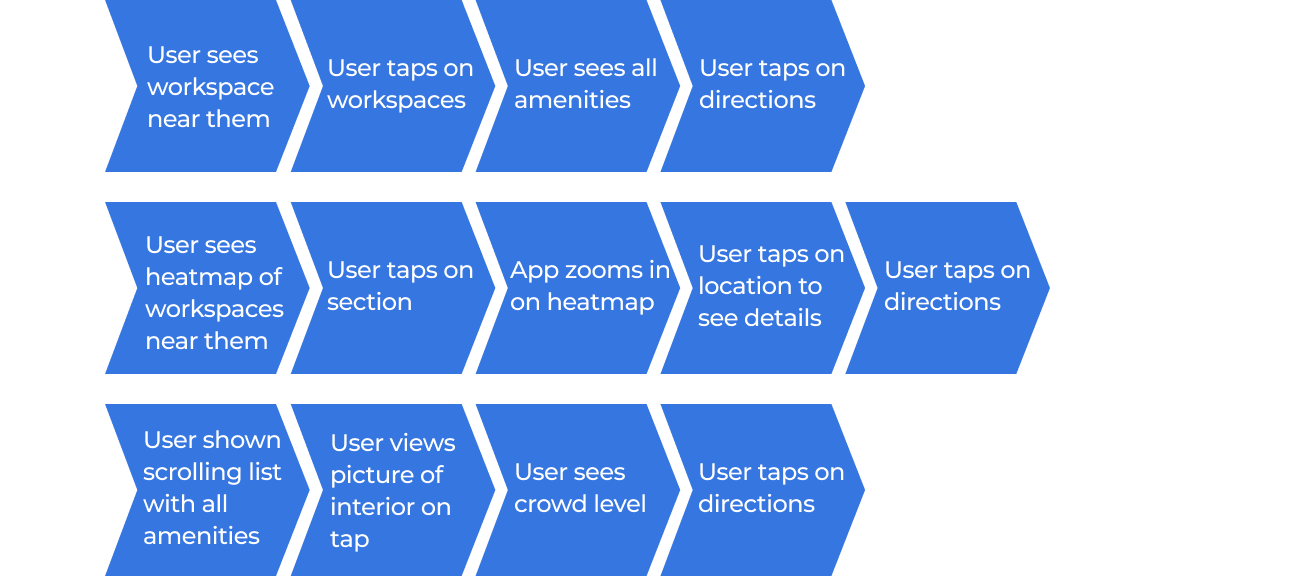 User sees
workspace
near them
User taps on
workspaces
User sees all
amenities
User taps on
directions
User sees
heatmap of
workspaces
near them
User taps on
section
App zooms in
on heatmap
User taps on
location to
see details
User taps on
directions
User shown
scrolling list
with all
amenities
User views
picture of
interior on
tap
User sees
crowd level
User taps on
directions